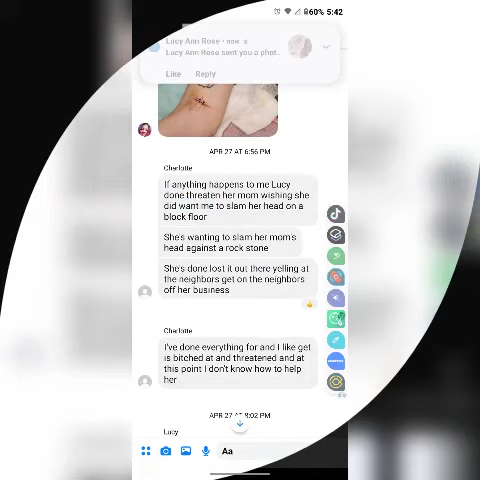 60% 5:42
Lucy Ann Rose • now
Lucy Ann Rose sent you a phot..
Like Reply
APR 27 AT 6:56 PM
Charlotte
If anything happens to me Lucy
done threaten her mom wishing she
did want me to slam her head on a
block floor
She's wanting to slam her mom's
head against a rock stone
She's done lost it out there yelling at
the neighbors get on the neighbors
off her business
Charlotte
I've done everything for and I like get
is bitched at and threatened and at
this point I don't know how to help
her
APR 27 AT 8:02 PM
Lucy
Aa